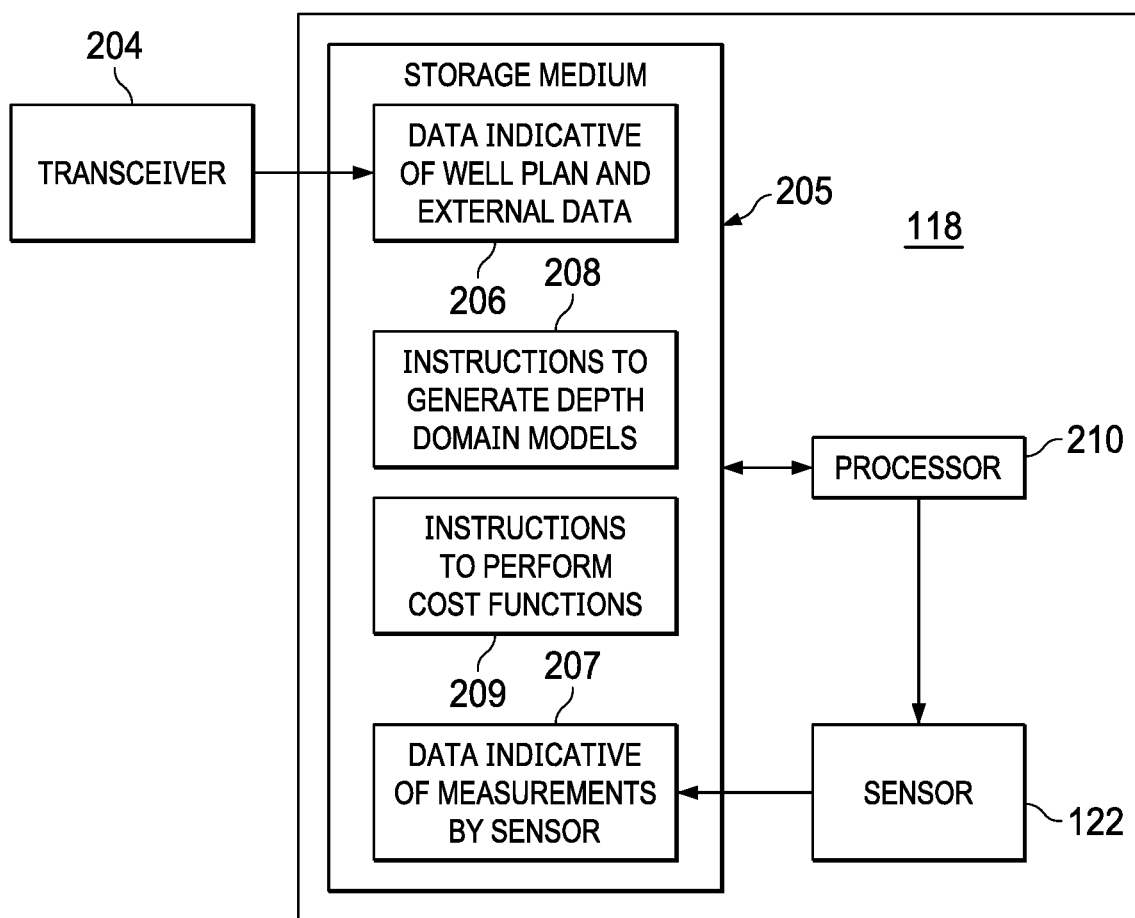 204
TRANSCEIVER
STORAGE MEDIUM
DATA INDICATIVE
OF WELL PLAN AND
EXTERNAL DATA
206
205
118
208
INSTRUCTIONS TO
GENERATE DEPTH
DOMAIN MODELS
PROCESSOR
210
INSTRUCTIONS
TO PERFORM
COST FUNCTIONS
209
207
DATA INDICATIVE
OF MEASUREMENTS
BY SENSOR
SENSOR
122